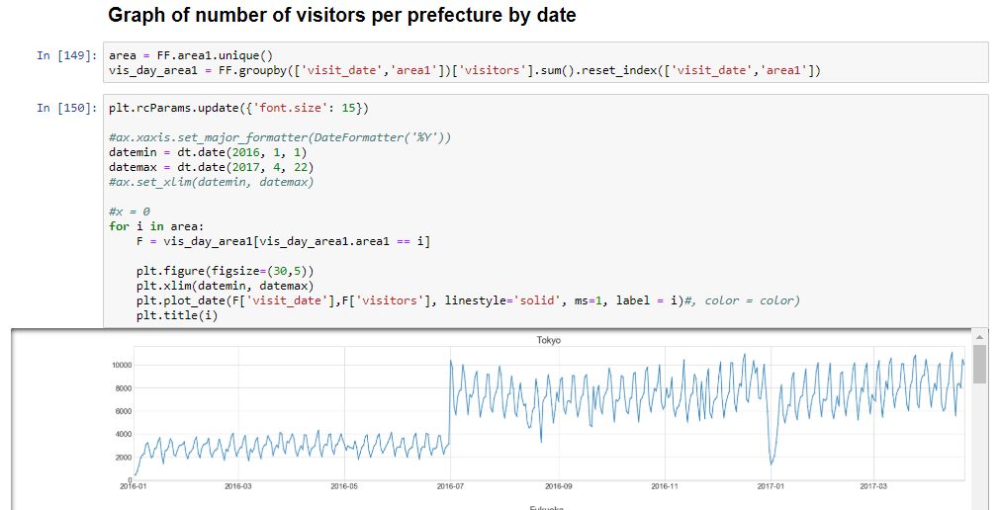 Graph of number of visitors per prefecture by date
In [149]: area = FF.area1.unique()
vis_day_area1 = FF.groupby(['visit_date','area1'])['visitors'].sum().reset_index(['visit_date','area1'])
In [150]: plt.rcParams.update({'font.size': 15})
#ax.xaxis.set_major_formatter(DateFormatter('%Y'))
datemin = dt.date(2016, 1, 1)
datemax = dt.date(2017, 4, 22)
#ax.set_xlim(datemin, datemax)
#x = 0
for i in area:
    F = vis_day_area1[vis_day_area1.area1 == i]
    plt.figure(figsize=(30,5))
    plt.xlim(datemin, datemax)
    plt.plot_date(F['visit_date'],F['visitors'], linestyle='solid', ms=1, label = i)#, color = color)
    plt.title(i)
Tokyo
10000
8000
6000
4000
2000
0
2016-01 2016-03 2016-05 2016-07 2016-09 2016-11 2017-01 2017-03
Fukuoka